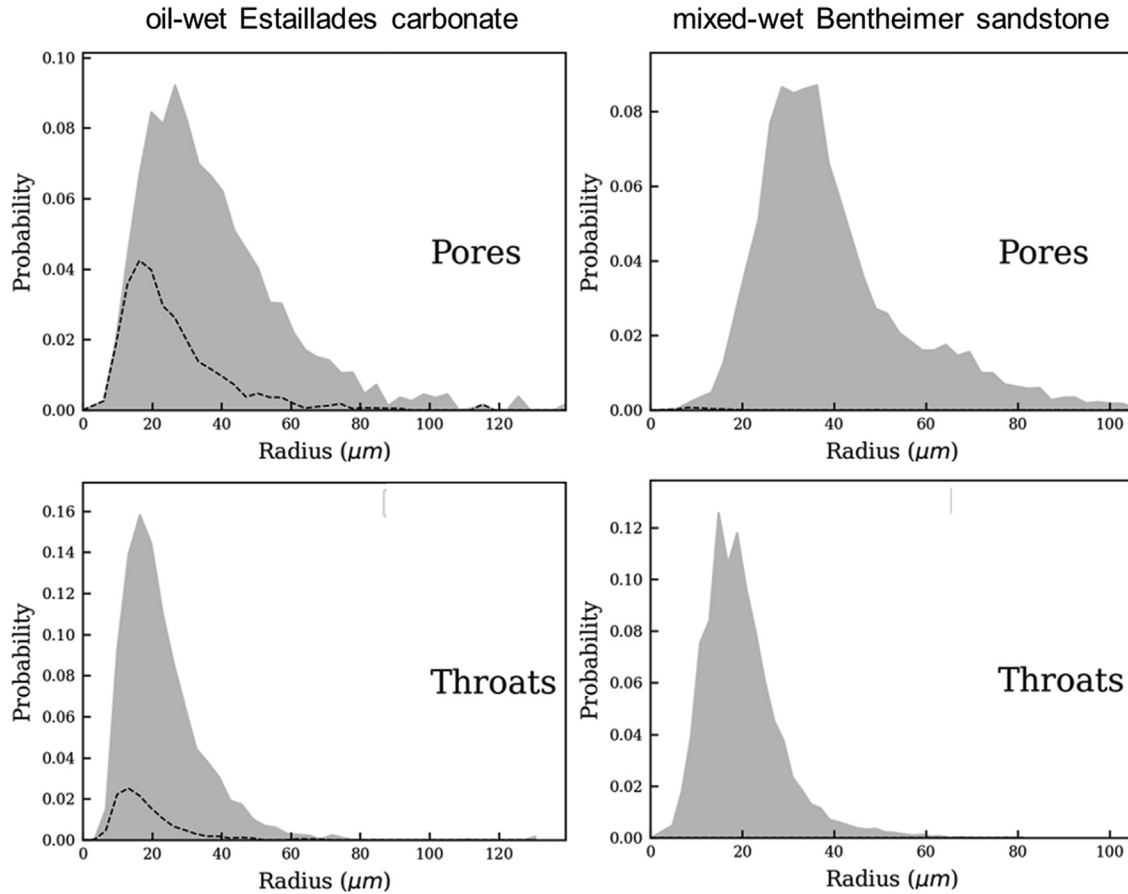 oil-wet Estaillades carbonate
mixed-wet Bentheimer sandstone
0.10
0.08
0.06
0.04
0.02
0.00
Probability
Pores
0 20 40 60 80 100 120
Radius (μm)
0.08
0.06
0.04
0.02
0.00
Probability
Pores
0 20 40 60 80 100
Radius (μm)
0.16
0.14
0.12
0.10
0.08
0.06
0.04
0.02
0.00
Probability
Throats
0 20 40 60 80 100 120
Radius (μm)
0.12
0.10
0.08
0.06
0.04
0.02
0.00
Probability
Throats
0 20 40 60 80 100
Radius (μm)